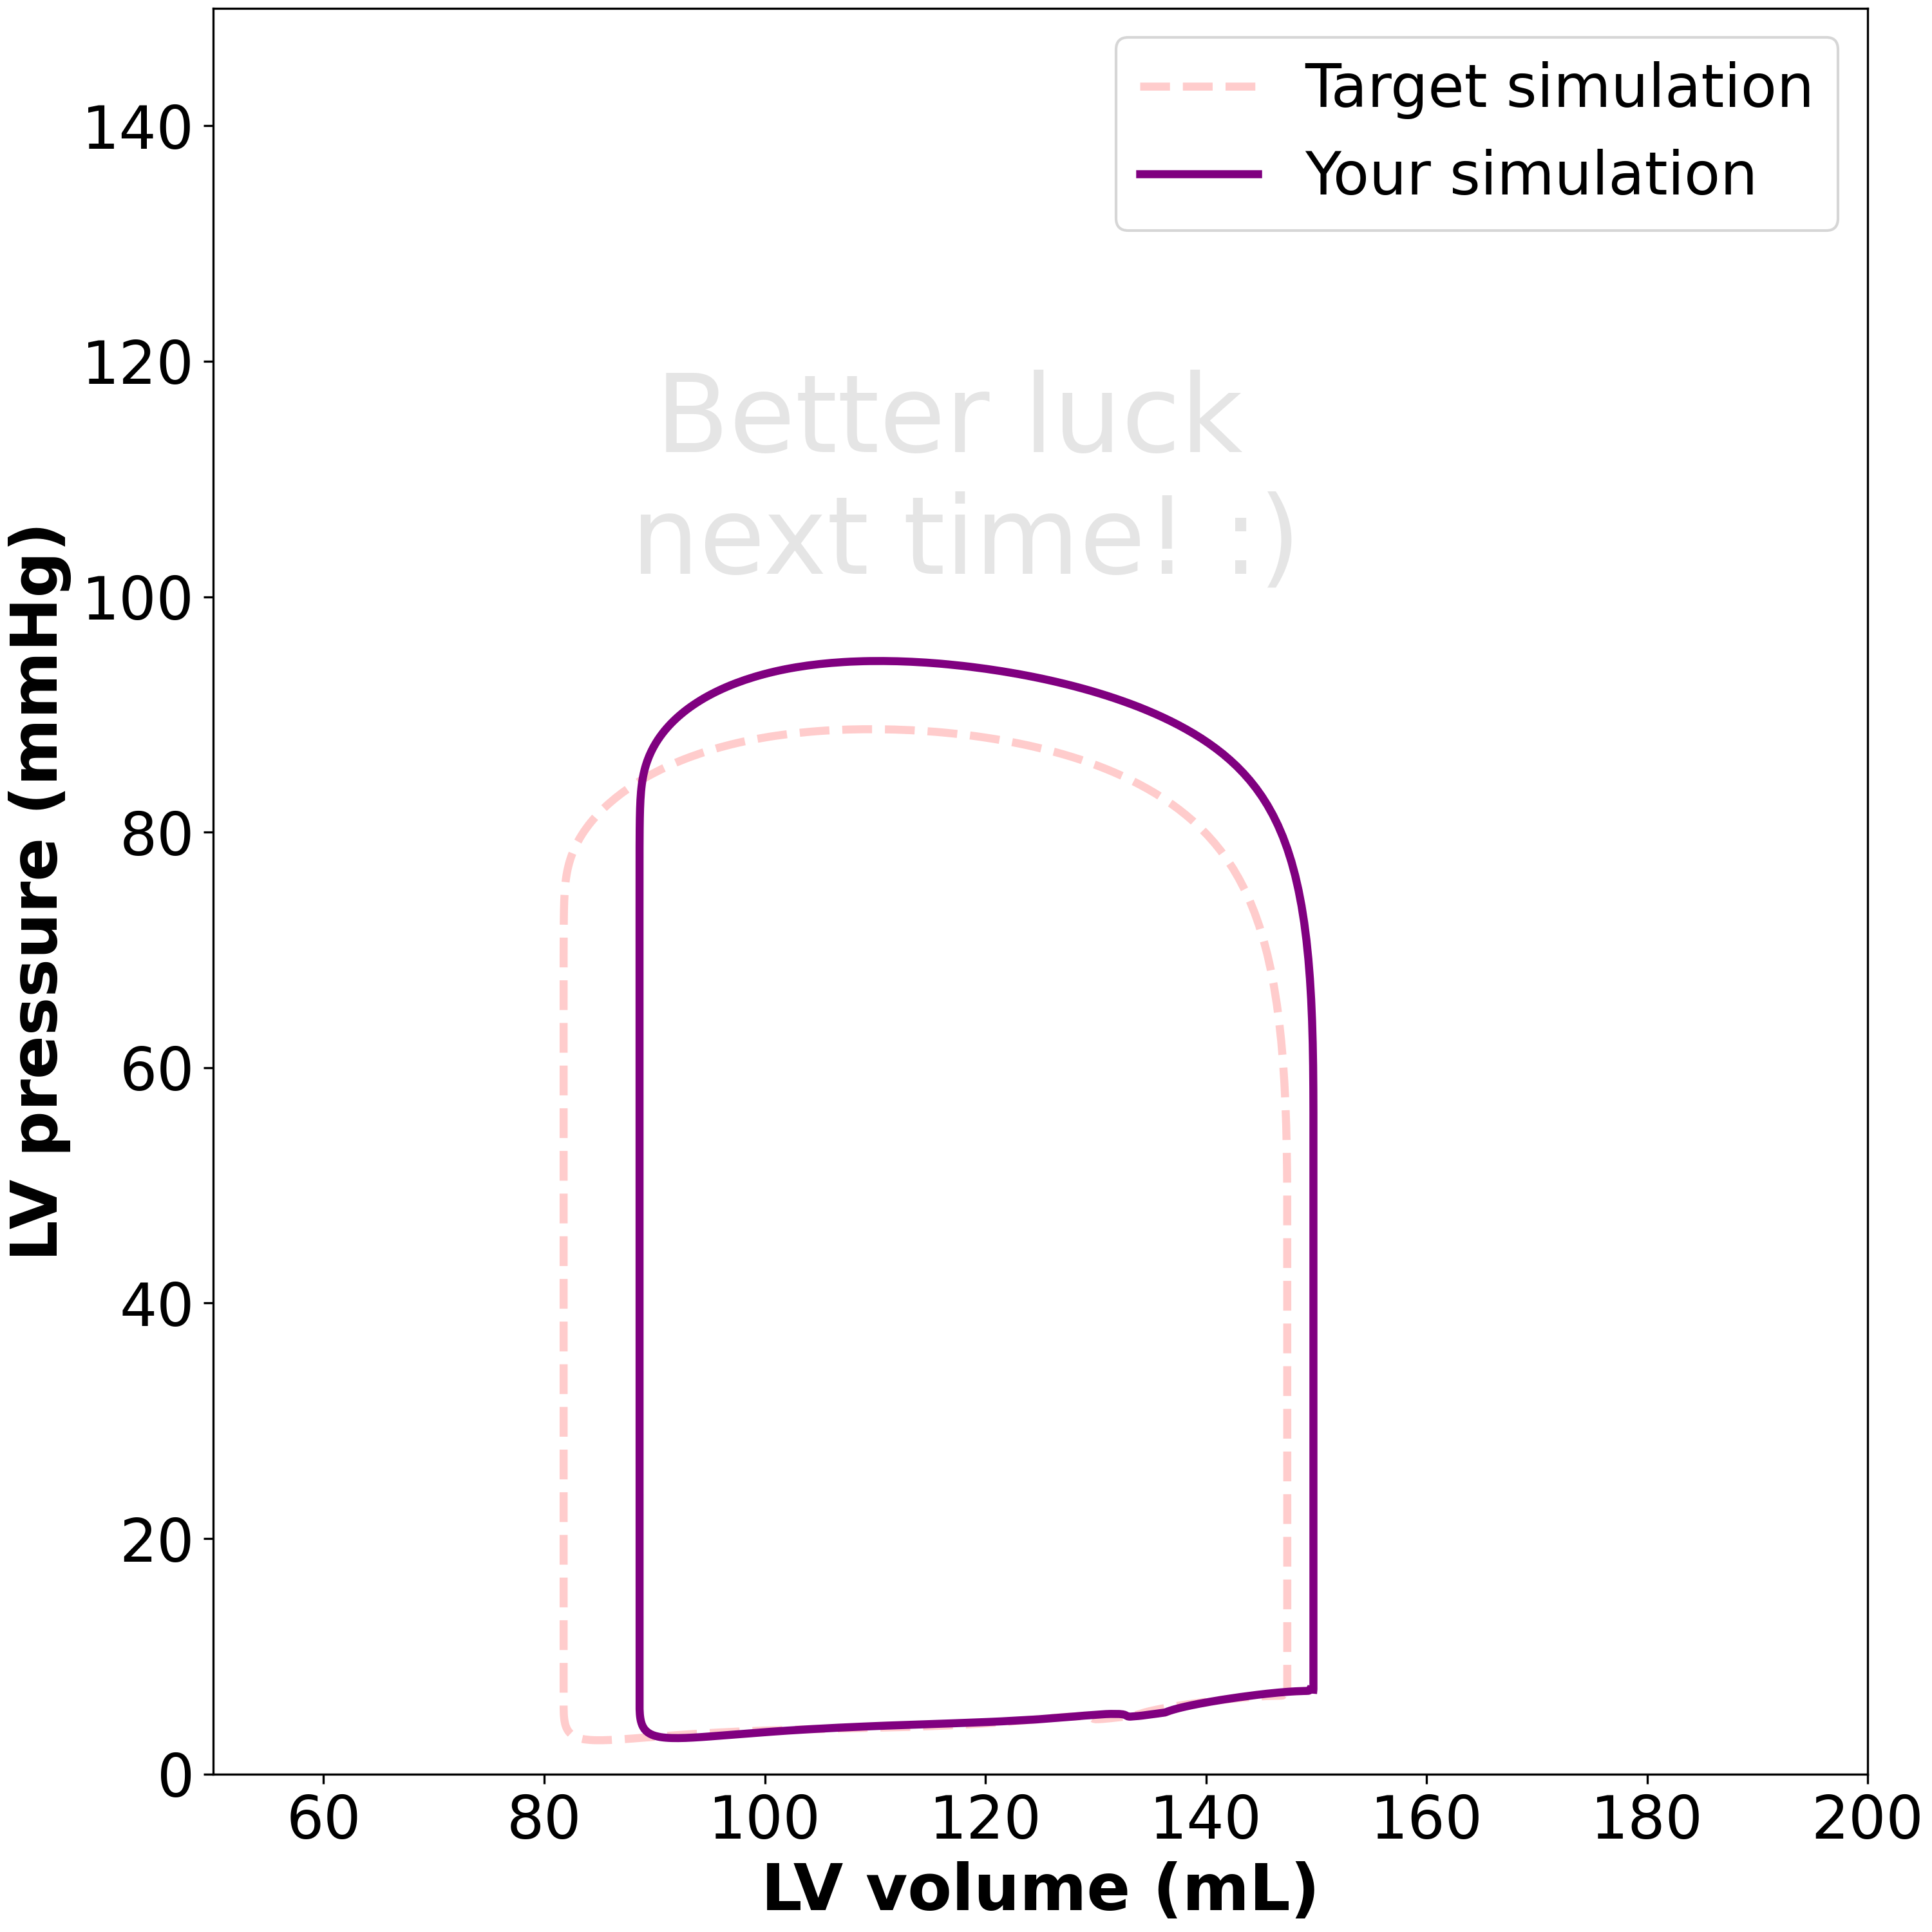 Target simulation
Your simulation
Better luck
next time! :)
LV pressure (mmHg)
140
120
100
80
60
40
20
0
60 80 100 120 140 160 180 200
LV volume (mL)